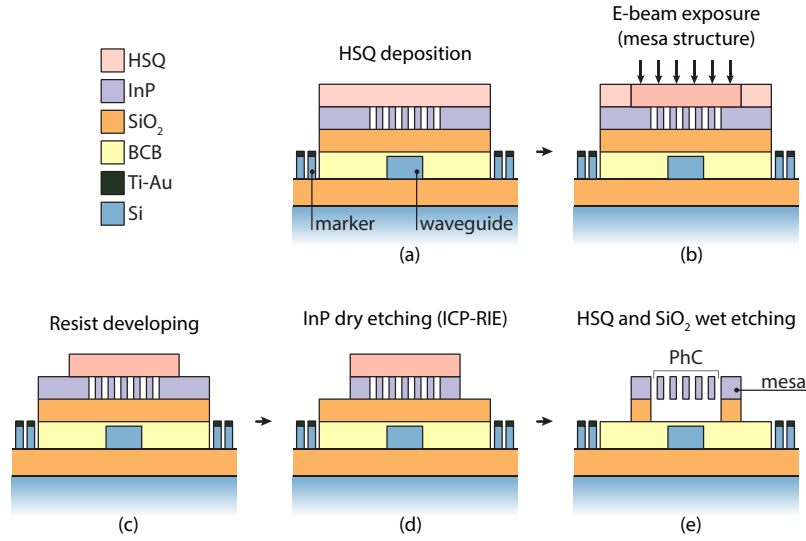 HSQ
InP
SiO₂
BCB
Ti-Au
Si
HSQ deposition
marker
waveguide
(a)
E-beam exposure
(mesa structure)
(b)
Resist developing
(c)
InP dry etching (ICP-RIE)
(d)
HSQ and SiO₂ wet etching
PhC
mesa
(e)